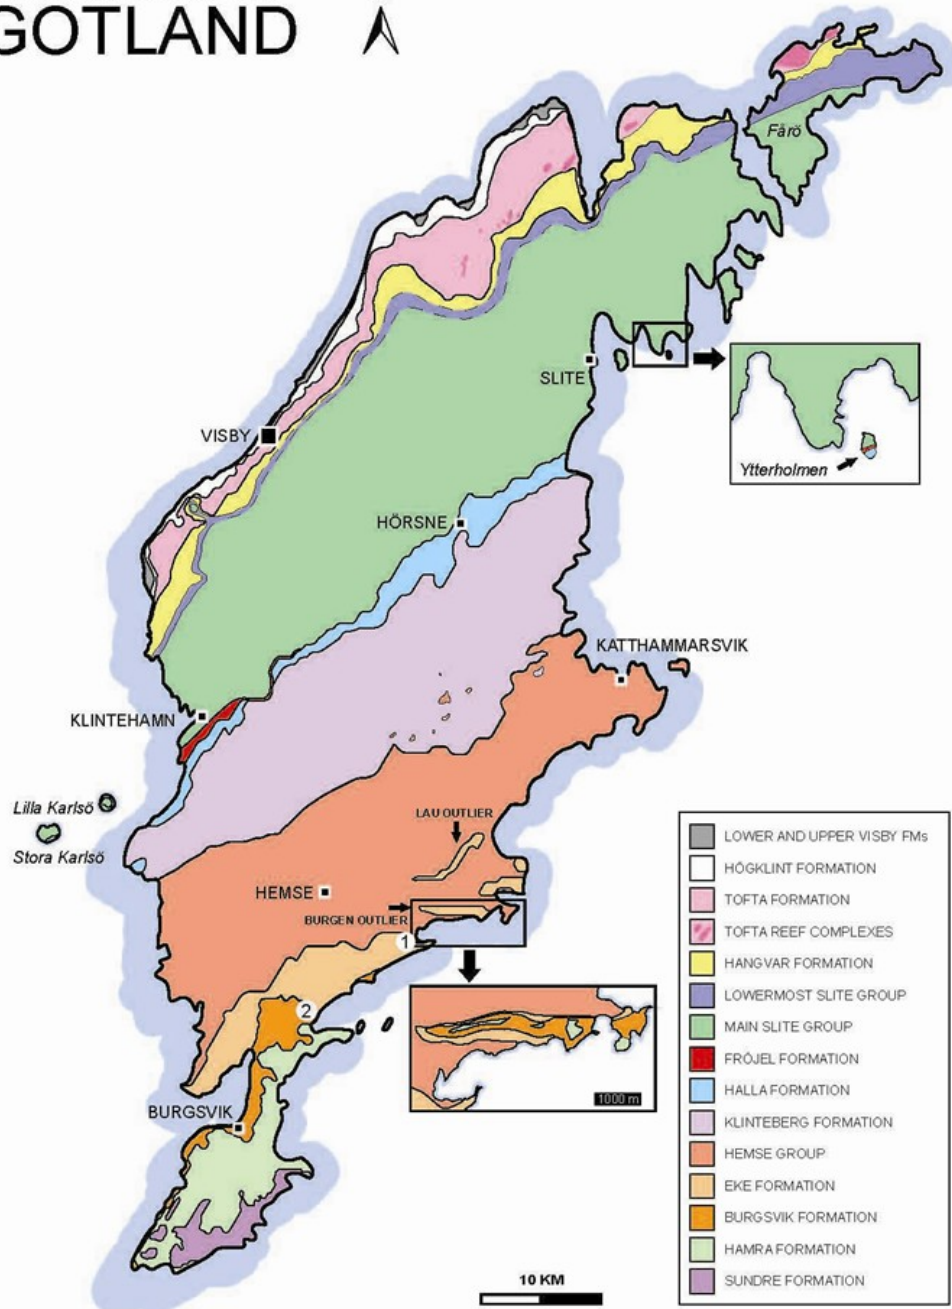 GOTLAND
Fårö
SLITE
VISBY
Ytterholmen
HÖRSNE
KATTHAMMARSVIK
KLINTEHAMN
Lilla Karlsö
Stora Karlsö
LAU OUTLIER
HEMSE
BURGEN OUTLIER
1
2
1000 m
BURGSVIK
10 KM
LOWER AND UPPER VISBY FMs
HÖGKLINT FORMATION
TOFTA FORMATION
TOFTA REEF COMPLEXES
HANGVAR FORMATION
LOWERMOST SLITE GROUP
MAIN SLITE GROUP
FRÖJEL FORMATION
HALLA FORMATION
KLINTEBERG FORMATION
HEMSE GROUP
EKE FORMATION
BURGSVIK FORMATION
HAMRA FORMATION
SUNDRE FORMATION